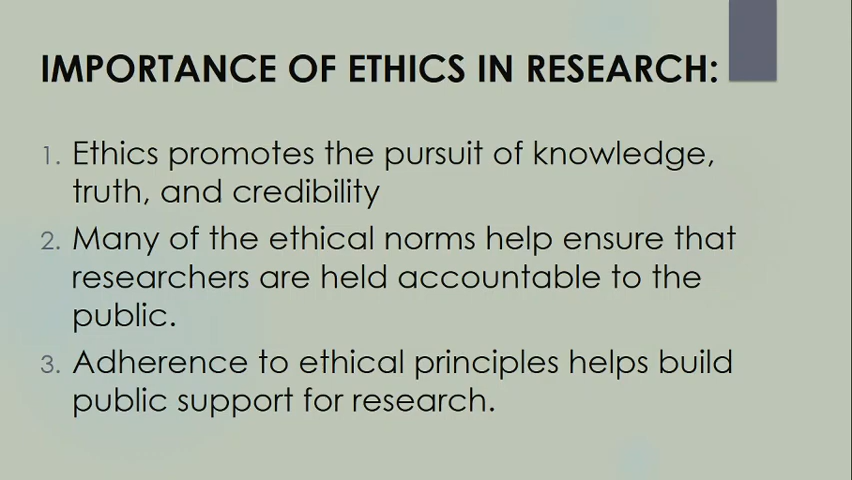 IMPORTANCE OF ETHICS IN RESEARCH:
1. Ethics promotes the pursuit of knowledge,
truth, and credibility
2. Many of the ethical norms help ensure that
researchers are held accountable to the
public.
3. Adherence to ethical principles helps build
public support for research.